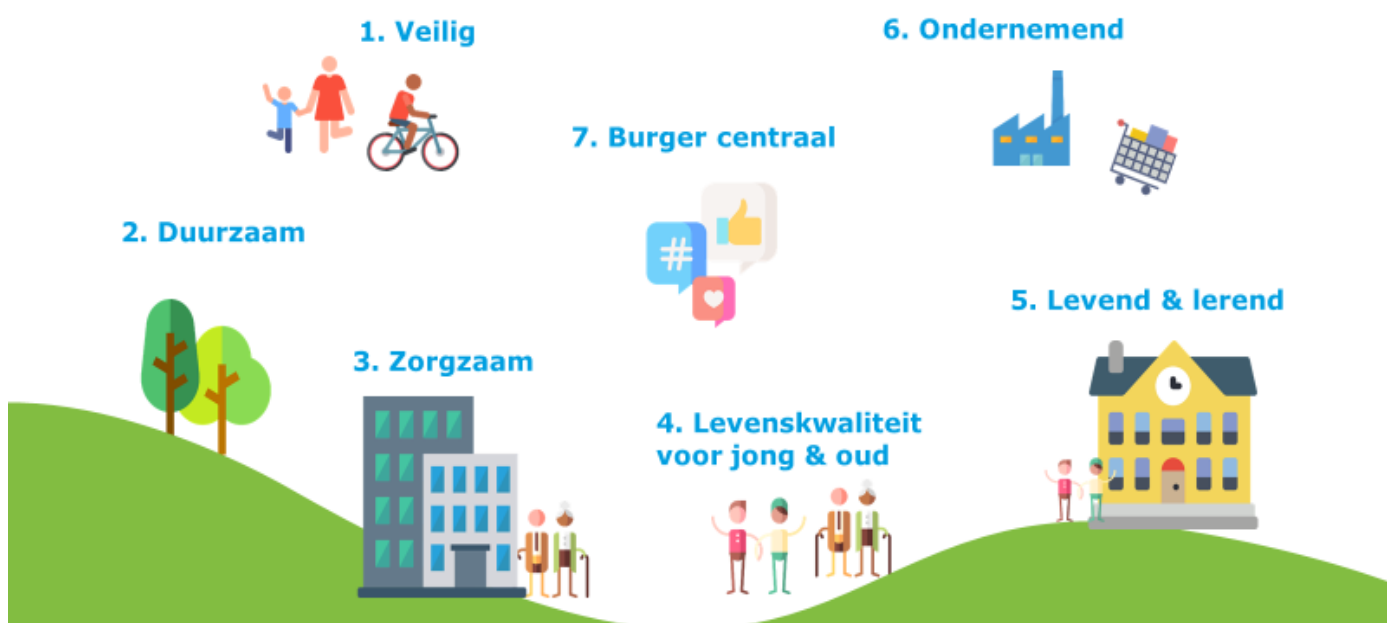 1. Veilig
2. Duurzaam
3. Zorgzaam
4. Levenskwaliteit
voor jong & oud
5. Levend & lerend
6. Ondernemend
7. Burger centraal
#